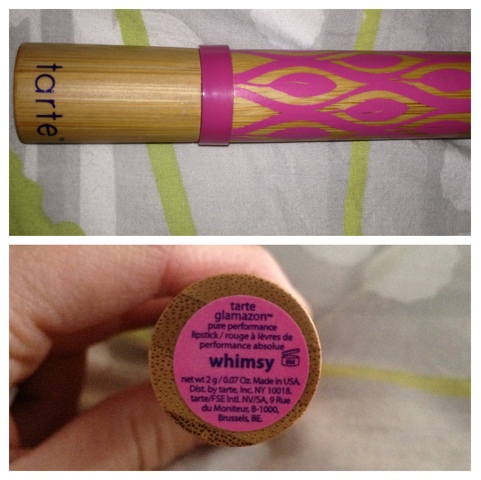 tarte
tarte
glamazon™
pure performance
lipstick / rouge à lèvres de
performance absolue
whimsy
net wt 2 g / 0.07 Oz. Made in USA.
Dist. by tarte, inc. NY 10018.
tarte/FSE Intl. NV/SA, 9 Rue
du Moniteur, B-1000,
Brussels, BE.